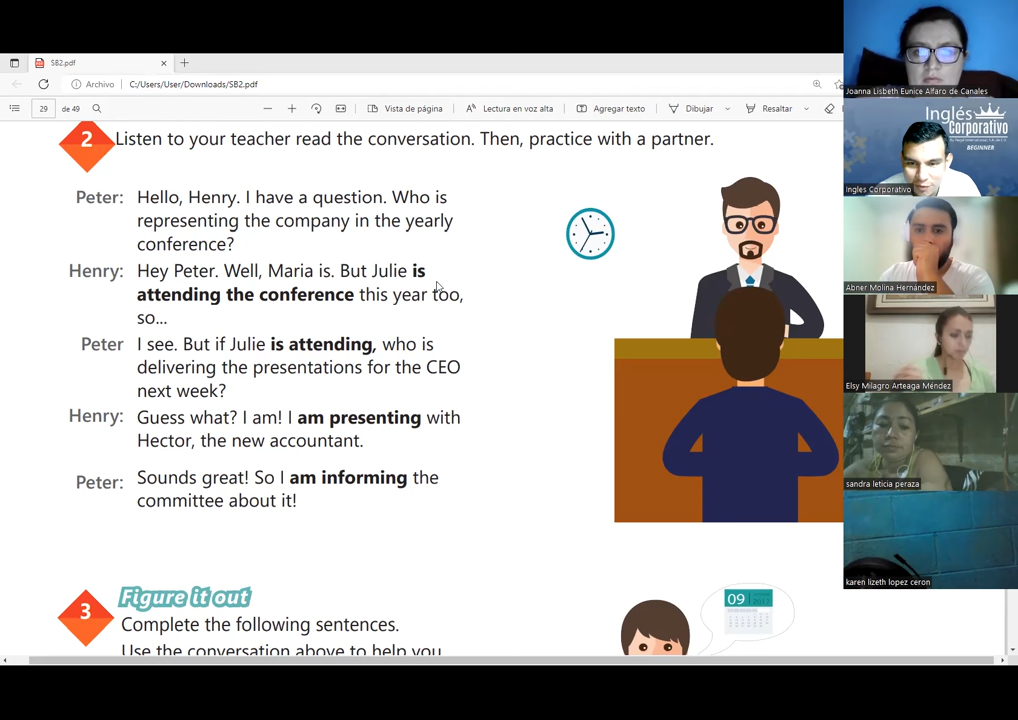 SB2.pdf
Archivo
C:/Users/User/Downloads/SB2.pdf
29
de 49
Vista de página
Lectura en voz alta
Agregar texto
Dibujar
Resaltar
2
Listen to your teacher read the conversation. Then, practice with a partner.
Peter: Hello, Henry. I have a question. Who is
representing the company in the yearly
conference?
Henry: Hey Peter. Well, Maria is. But Julie is
attending the conference this year too,
so...
Peter I see. But if Julie is attending, who is
delivering the presentations for the CEO
next week?
Henry: Guess what? I am! I am presenting with
Hector, the new accountant.
Peter: Sounds great! So I am informing the
committee about it!
3
Figure it out
Complete the following sentences.
Use the conversation above to help you
09
Joanna Lisbeth Eunice Alfaro de Canales
Inglés
Corporativo
BEGINNER
Ingles Corporativo
Abner Molina Hernández
Elsy Milagro Arteaga Méndez
sandra leticia peraza
karen lizeth lopez ceron